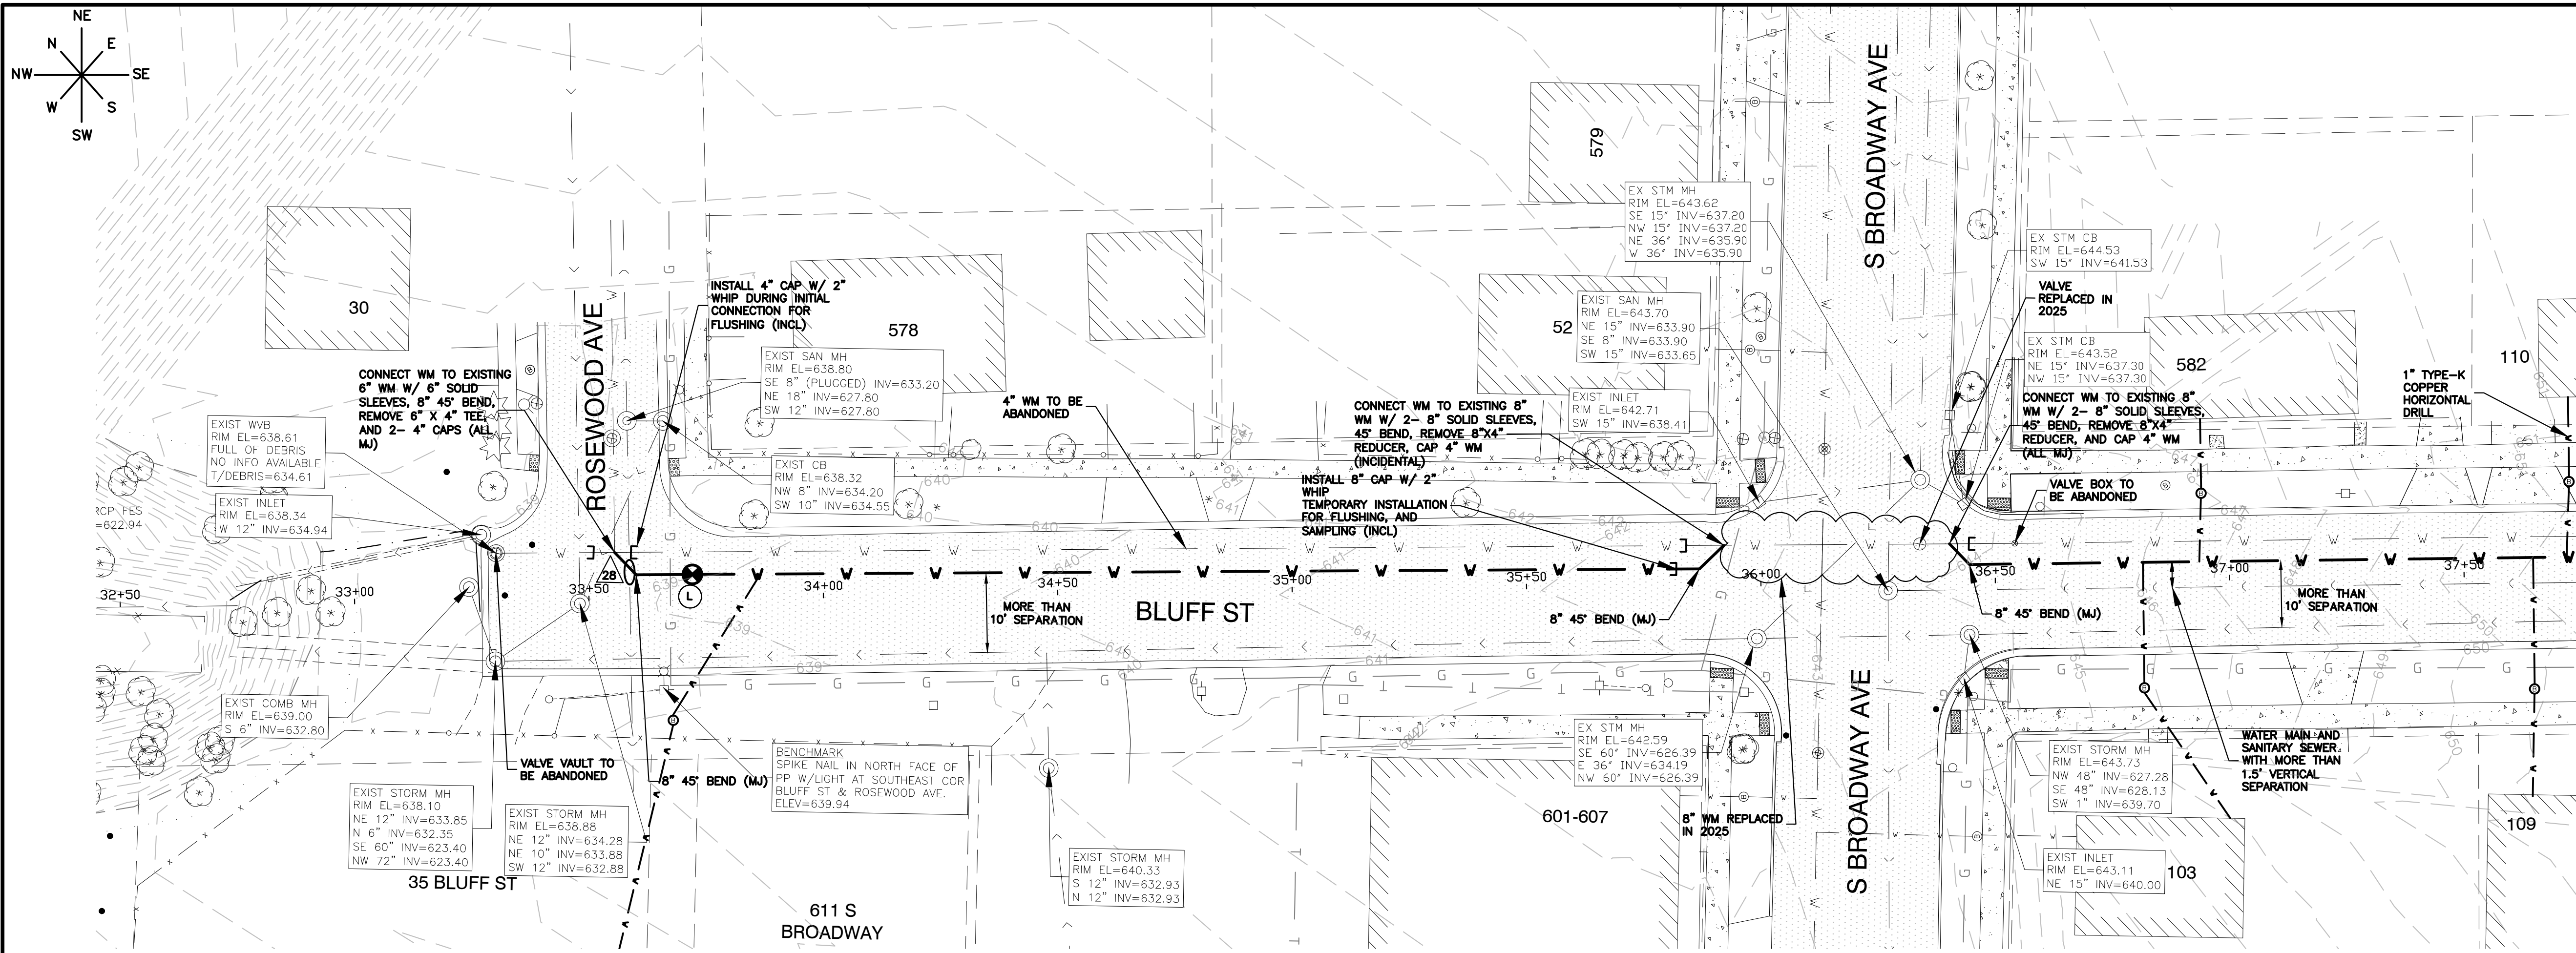 NE
N
E
NW
SE
W
S
SW
30
ROSEWOOD AVE
INSTALL 4" CAP W/ 2"
WHIP DURING INITIAL
CONNECTION FOR
FLUSHING (INCL)
578
EXIST SAN MH
RIM EL=638.80
SE 8" (PLUGGED) INV=633.20
NE 18" INV=627.80
SW 12" INV=627.80
CONNECT WM TO EXISTING
6" WM W/ 6" SOLID
SLEEVES, 8" 45° BEND,
REMOVE 6" X 4" TEE,
AND 2- 4" CAPS (ALL
MJ)
EXIST WVB
RIM EL=638.61
FULL OF DEBRIS
NO INFO AVAILABLE
T/DEBRIS=634.61
EXIST INLET
RIM EL=638.34
W 12" INV=634.94
RCP FES
=622.94
EXIST CB
RIM EL=638.32
NW 8" INV=634.20
SW 10" INV=634.55
4" WM TO BE
ABANDONED
579
S BROADWAY AVE
EX STM MH
RIM EL=643.62
SE 15" INV=637.20
NW 15" INV=637.20
NE 36" INV=635.90
W 36" INV=635.90
52
EXIST SAN MH
RIM EL=643.70
NE 15" INV=633.90
SE 8" INV=633.90
SW 15" INV=633.65
EXIST INLET
RIM EL=642.71
SW 15" INV=638.41
CONNECT WM TO EXISTING 8"
WM W/ 2- 8" SOLID SLEEVES,
45° BEND, REMOVE 8"X4"
REDUCER, CAP 4" WM
(INCIDENTAL)
INSTALL 8" CAP W/ 2"
WHIP
TEMPORARY INSTALLATION
FOR FLUSHING, AND
SAMPLING (INCL)
EX STM CB
RIM EL=644.53
SW 15" INV=641.53
VALVE
REPLACED IN
2025
EX STM CB
RIM EL=643.52
NE 15" INV=637.30
NW 15" INV=637.30
582
CONNECT WM TO EXISTING 8"
WM W/ 2- 8" SOLID SLEEVES,
45° BEND, REMOVE 8"X4"
REDUCER, AND CAP 4" WM
(ALL MJ)
VALVE BOX TO
BE ABANDONED
1" TYPE-K
COPPER
HORIZONTAL
DRILL
110
32+50
33+00
33+50
34+00
34+50
35+00
35+50
36+00
36+50
37+00
37+50
28
L
MORE THAN
10' SEPARATION
BLUFF ST
8" 45° BEND (MJ)
8" 45° BEND (MJ)
MORE THAN
10' SEPARATION
EXIST COMB MH
RIM EL=639.00
S 6" INV=632.80
VALVE VAULT TO
BE ABANDONED
8" 45° BEND (MJ)
BENCHMARK
SPIKE NAIL IN NORTH FACE OF
PP W/LIGHT AT SOUTHEAST COR
BLUFF ST & ROSEWOOD AVE.
ELEV=639.94
EXIST STORM MH
RIM EL=638.10
NE 12" INV=633.85
N 6" INV=632.35
SE 60" INV=623.40
NW 72" INV=623.40
EXIST STORM MH
RIM EL=638.88
NE 12" INV=634.28
NE 10" INV=633.88
SW 12" INV=632.88
35 BLUFF ST
611 S
BROADWAY
EXIST STORM MH
RIM EL=640.33
S 12" INV=632.93
N 12" INV=632.93
EX STM MH
RIM EL=642.59
SE 60" INV=626.39
E 36" INV=634.19
NW 60" INV=626.39
601-607
8" WM REPLACED
IN 2025
S BROADWAY AVE
EXIST STORM MH
RIM EL=643.73
NW 48" INV=627.28
SE 48" INV=628.13
SW 1" INV=639.70
WATER MAIN AND
SANITARY SEWER
WITH MORE THAN
1.5' VERTICAL
SEPARATION
EXIST INLET
RIM EL=643.11
NE 15" INV=640.00
103
109